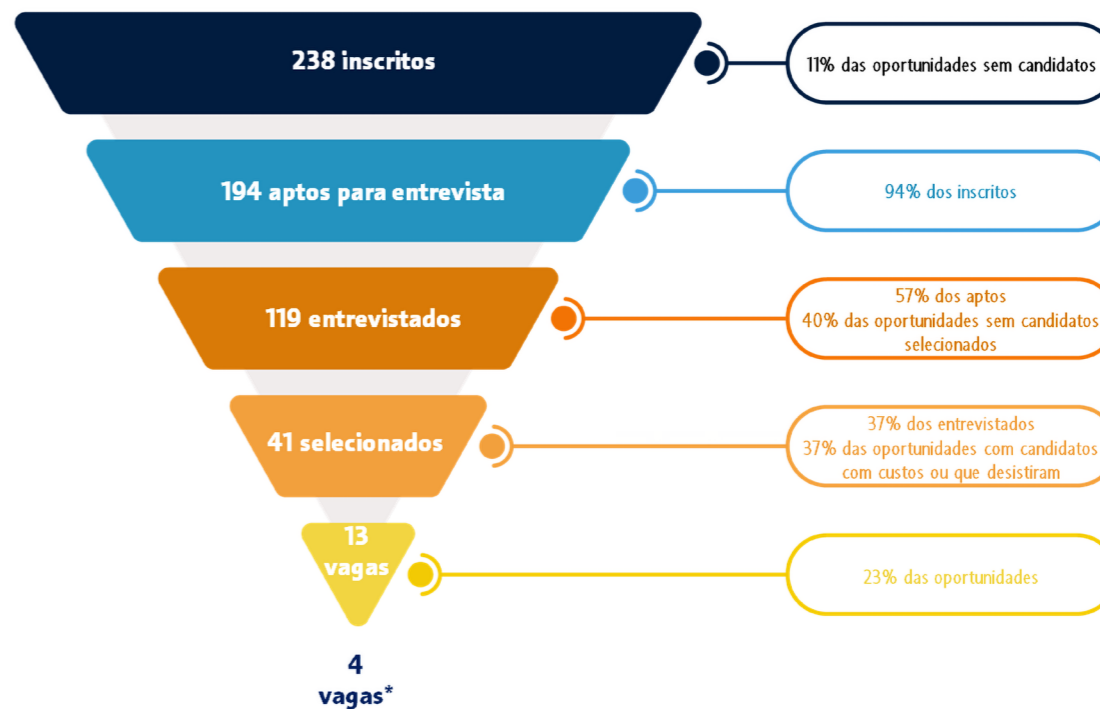 238 inscritos
11% das oportunidades sem candidatos
194 aptos para entrevista
94% dos inscritos
119 entrevistados
57% dos aptos
40% das oportunidades sem candidatos
selecionados
41 selecionados
37% dos entrevistados
37% das oportunidades com candidatos
com custos ou que desistiram
13
vagas
23% das oportunidades
4
vagas*